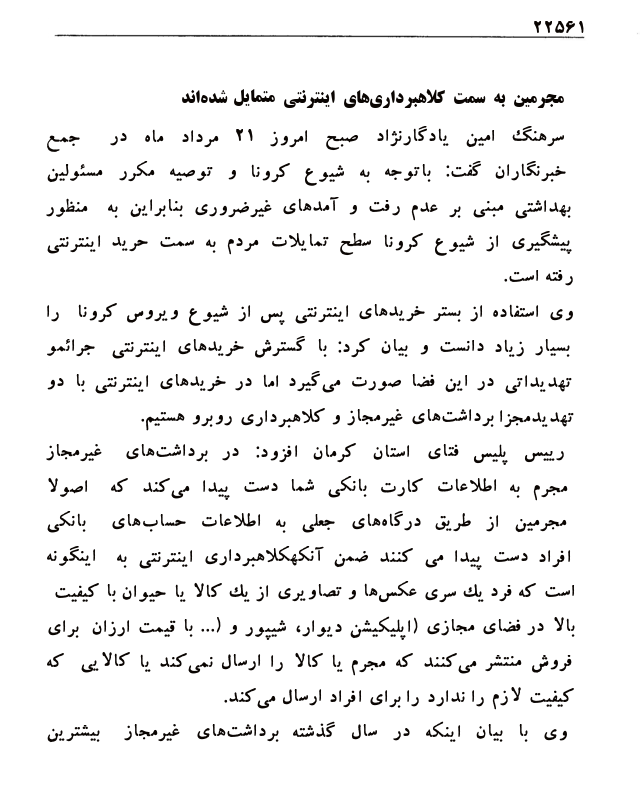 ۲۲۵۶۱
مجرمین به سمت کلاهبرداری‌های اینترنتی متمایل شده‌اند
سرهنگ امین یادگارنژاد صبح امروز ۲۱ مرداد ماه در جمع
خبرنگاران گفت: باتوجه به شیوع کرونا و توصیه مکرر مسئولین
بهداشتی مبنی بر عدم رفت و آمدهای غیرضروری بنابراین به منظور
پیشگیری از شیوع کرونا سطح تمایلات مردم به سمت خرید اینترنتی
رفته است.
وی استفاده از بستر خریدهای اینترنتی پس از شیوع ویروس کرونا را
بسیار زیاد دانست و بیان کرد: با گسترش خریدهای اینترنتی جرائمو
تهدیداتی در این فضا صورت می‌گیرد اما در خریدهای اینترنتی با دو
تهدیدمجزا برداشت‌های غیرمجاز و کلاهبرداری روبرو هستیم.
رییس پلیس فتای استان کرمان افزود: در برداشت‌های غیرمجاز
مجرم به اطلاعات کارت بانکی شما دست پیدا می‌کند که اصولا
مجرمین از طریق درگاه‌های جعلی به اطلاعات حساب‌های بانکی
افراد دست پیدا می کنند ضمن آنکهکلاهبرداری اینترنتی به اینگونه
است که فرد یك سری عکس‌ها و تصاویری از یك کالا یا حیوان با کیفیت
بالا در فضای مجازی (اپلیکیشن دیوار، شیپور و (... با قیمت ارزان برای
فروش منتشر می‌کنند که مجرم یا کالا را ارسال نمی‌کند یا کالایی که
کیفیت لازم را ندارد را برای افراد ارسال می‌کند.
وی با بیان اینکه در سال گذشته برداشت‌های غیرمجاز بیشترین